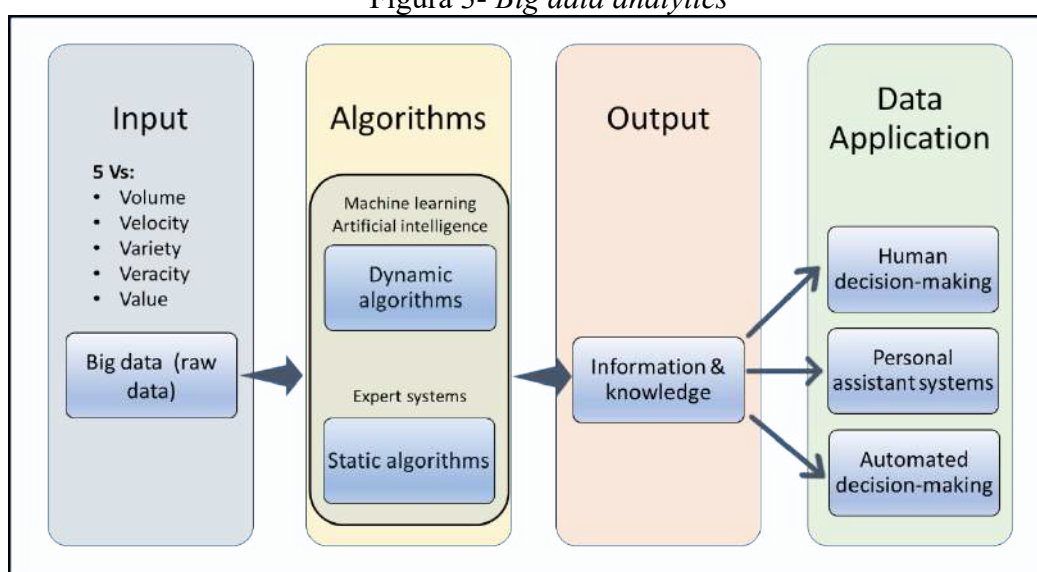 Figura 5- Big data analytics
Input
5 Vs:
• Volume
• Velocity
• Variety
• Veracity
• Value
Big data (raw
data)
Algorithms
Machine learning
Artificial intelligence
Dynamic
algorithms
Expert systems
Static algorithms
Output
Information &
knowledge
Data
Application
Human
decision-making
Personal
assistant systems
Automated
decision-making